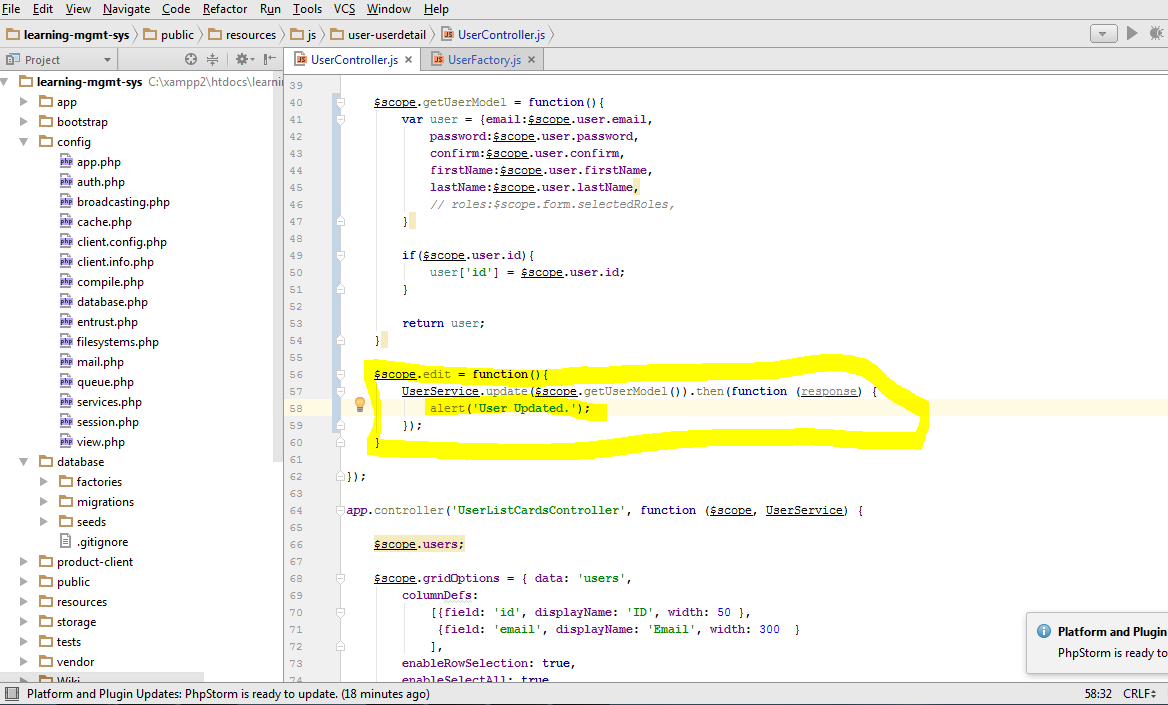 File Edit View Navigate Code Refactor Run Tools VCS Window Help
learning-mgmt-sys public resources js user-userdetail UserController.js
Project UserController.js UserFactory.js
learning-mgmt-sys C:\xampp2\htdocs\learni
app
bootstrap
config
app.php
auth.php
broadcasting.php
cache.php
client.config.php
client.info.php
compile.php
database.php
entrust.php
filesystems.php
mail.php
queue.php
services.php
session.php
view.php
database
factories
migrations
seeds
.gitignore
product-client
public
resources
storage
tests
vendor
Wiki
39
40 $scope.getUserModel = function(){
41 var user = {email:$scope.user.email,
42 password:$scope.user.password,
43 confirm:$scope.user.confirm,
44 firstName:$scope.user.firstName,
45 lastName:$scope.user.lastName,
46 // roles:$scope.form.selectedRoles,
47 }
48
49 if($scope.user.id){
50 user['id'] = $scope.user.id;
51 }
52
53 return user;
54 }
55
56 $scope.edit = function(){
57 UserService.update($scope.getUserModel()).then(function (response) {
58 alert('User Updated.');
59 });
60 }
61
62 });
63
64 app.controller('UserListCardsController', function ($scope, UserService) {
65
66 $scope.users;
67
68 $scope.gridOptions = { data: 'users',
69 columnDefs:
70 [{field: 'id', displayName: 'ID', width: 50 },
71 {field: 'email', displayName: 'Email', width: 300 }
72 ],
73 enableRowSelection: true,
74 enableSelectAll: true
Platform and Plugin
PhpStorm is ready to
Platform and Plugin Updates: PhpStorm is ready to update. (18 minutes ago) 58:32 CRLF